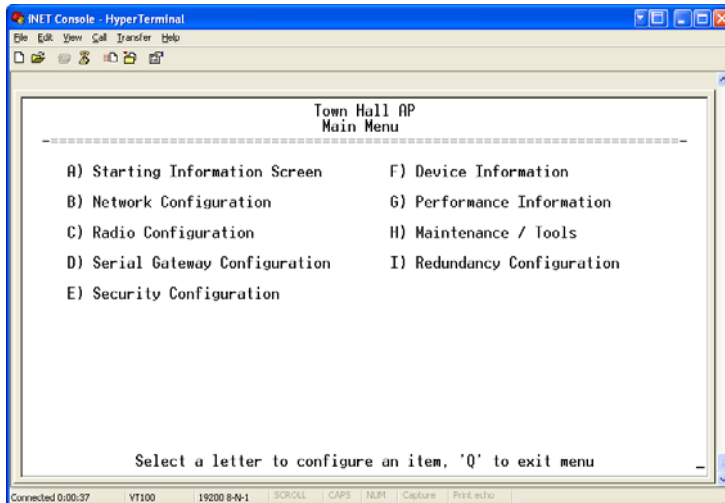 iNET Console - HyperTerminal
File Edit View Call Transfer Help
Town Hall AP
Main Menu
-==============================================================================-
A) Starting Information Screen F) Device Information
B) Network Configuration G) Performance Information
C) Radio Configuration H) Maintenance / Tools
D) Serial Gateway Configuration I) Redundancy Configuration
E) Security Configuration
Select a letter to configure an item, 'Q' to exit menu _
Connected 0:00:37 VT100 19200 8-N-1 SCROLL CAPS NUM Capture Print echo